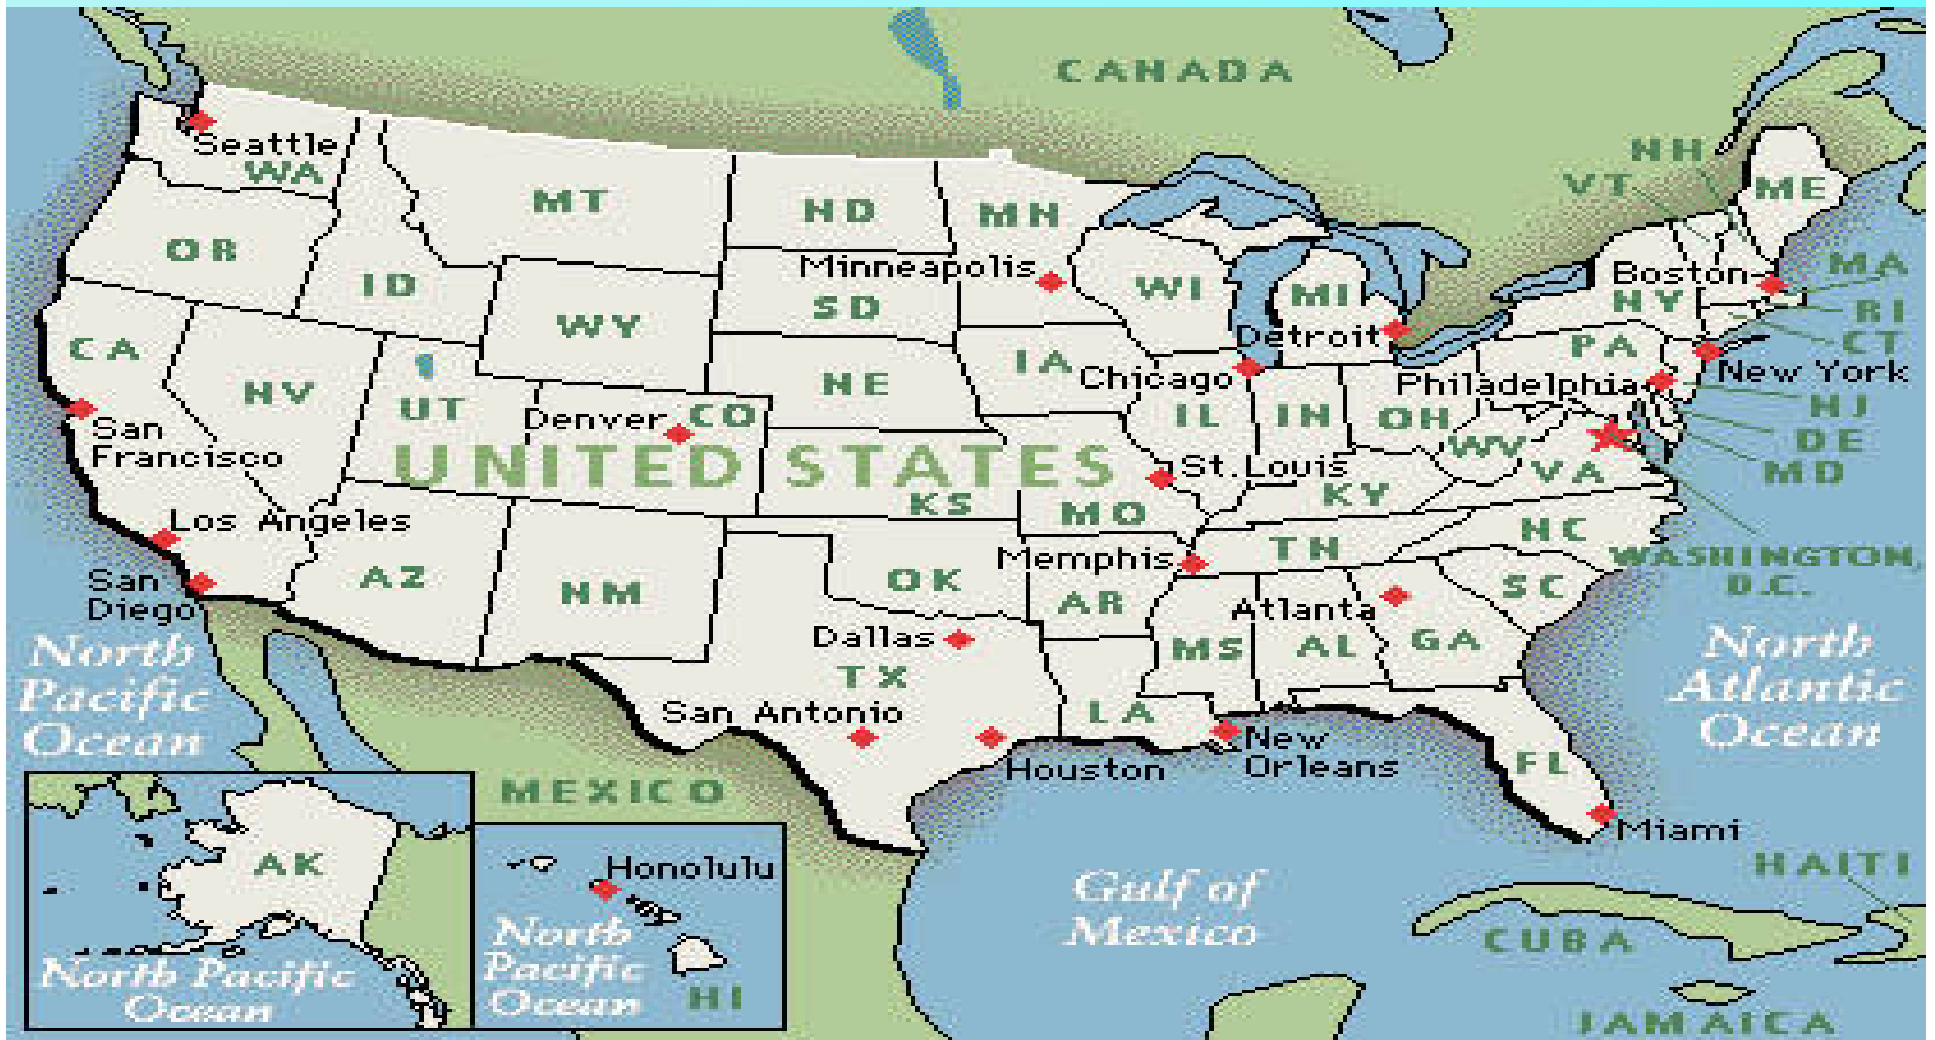 CANADA
NH
VT
ME
Seattle
WA
MT
ND
MN
OR
ID
Minneapolis
WI
MI
Boston
MA
NY
RI
SD
WY
Detroit
CT
CA
NV
UT
NE
IA
Chicago
PA
New York
Philadelphia
NJ
Denver
CO
IL
IN
OH
DE
San
Francisco
UNITED STATES
WV
MD
St. Louis
VA
KS
MO
KY
Los Angeles
NC
Memphis
TN
WASHINGTON,
D.C.
San
Diego
AZ
NM
OK
AR
Atlanta
SC
Dallas
MS
AL
GA
North
Pacific
Ocean
TX
North
Atlantic
Ocean
San Antonio
LA
New
Orleans
Houston
FL
MEXICO
Miami
AK
Honolulu
HAITI
Gulf of
Mexico
CUBA
North Pacific
Ocean
North
Pacific
Ocean
HI
JAMAICA